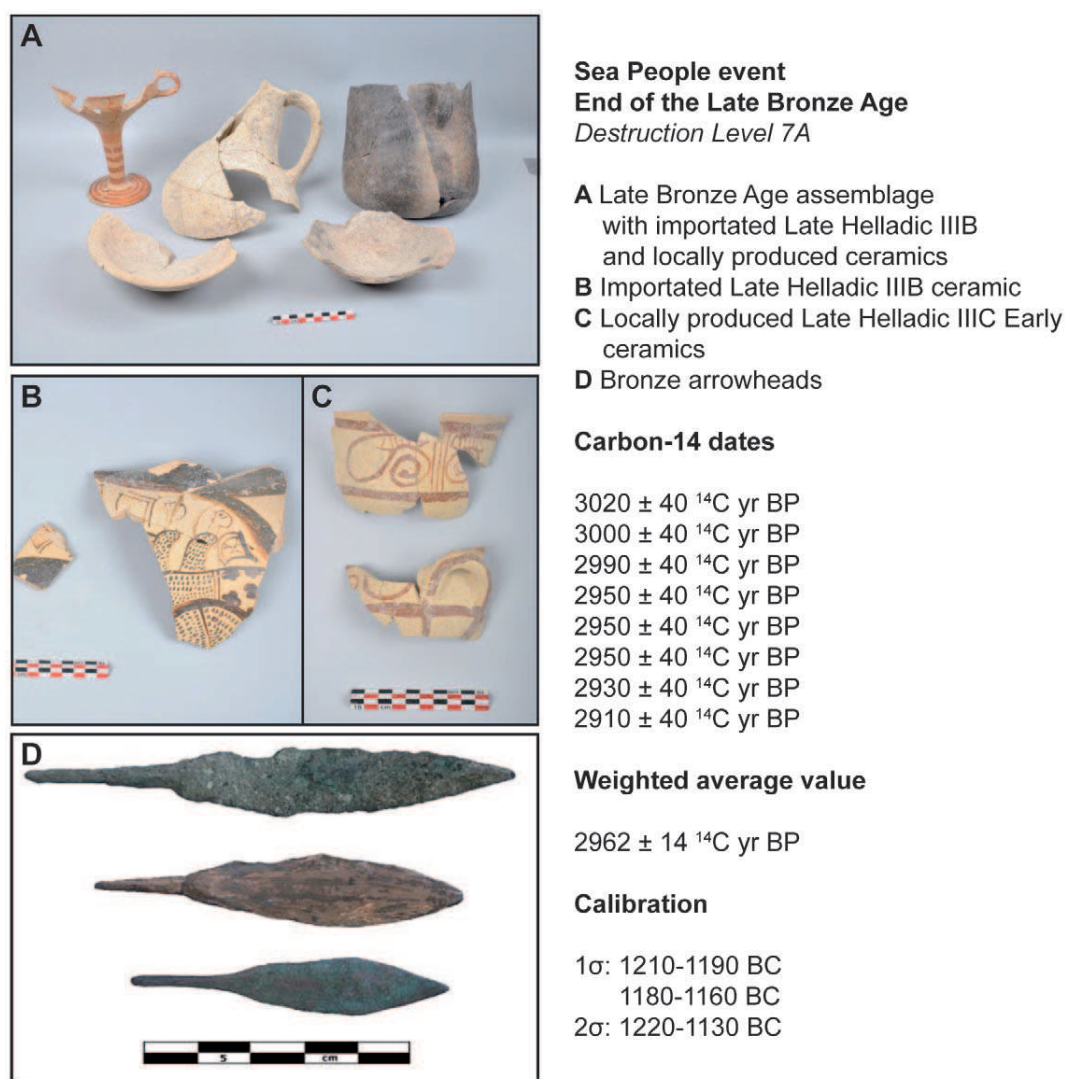 A
B
C
10 cm
D
5 cm
Sea People event
End of the Late Bronze Age
Destruction Level 7A
A Late Bronze Age assemblage
with importated Late Helladic IIIB
and locally produced ceramics
B Importated Late Helladic IIIB ceramic
C Locally produced Late Helladic IIIC Early
ceramics
D Bronze arrowheads
Carbon-14 dates
3020 ± 40 ¹⁴C yr BP
3000 ± 40 ¹⁴C yr BP
2990 ± 40 ¹⁴C yr BP
2950 ± 40 ¹⁴C yr BP
2950 ± 40 ¹⁴C yr BP
2950 ± 40 ¹⁴C yr BP
2930 ± 40 ¹⁴C yr BP
2910 ± 40 ¹⁴C yr BP
Weighted average value
2962 ± 14 ¹⁴C yr BP
Calibration
1σ: 1210-1190 BC
1180-1160 BC
2σ: 1220-1130 BC